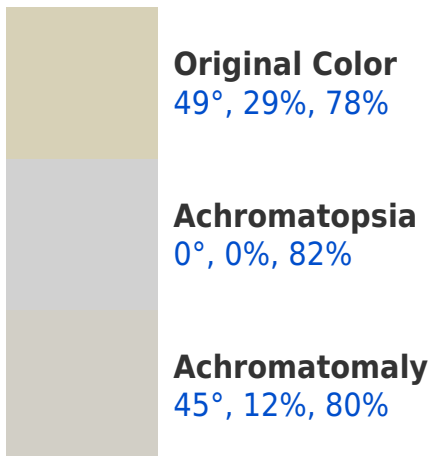 Original Color
49°, 29%, 78%
Achromatopsia
0°, 0%, 82%
Achromatomaly
45°, 12%, 80%